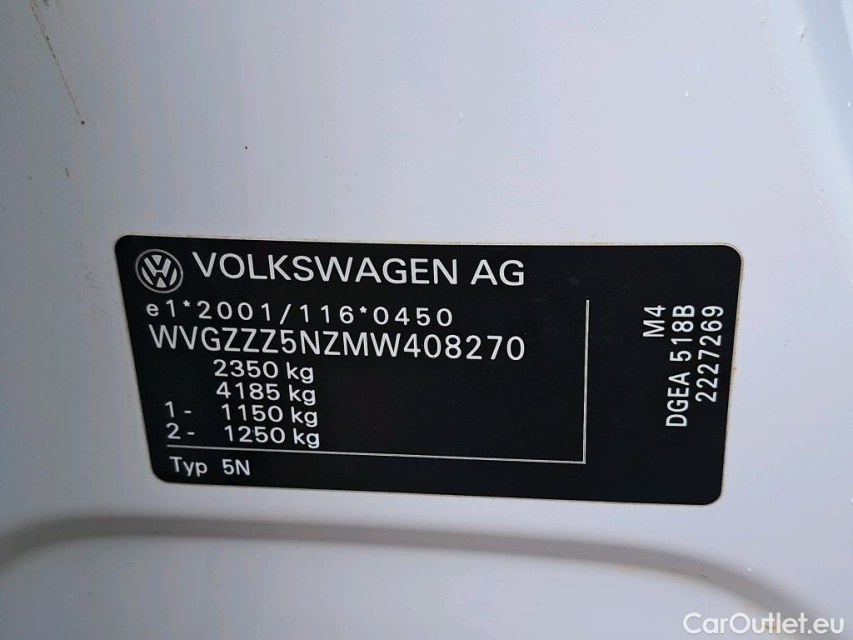 VOLKSWAGEN AG
e1*2001/116*0450
WVGZZZ5NZMW408270
2350 kg
4185 kg
1- 1150 kg
2- 1250 kg
Typ 5N
M4
DGEA 518B
2227269
CarOutlet.eu